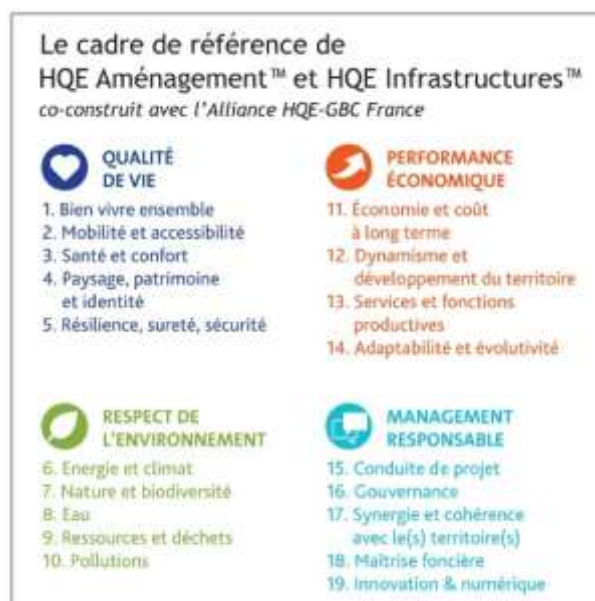 Le cadre de référence de
HQE Aménagement™ et HQE Infrastructures™
co-construit avec l'Alliance HQE-GBC France
QUALITÉ
DE VIE
1. Bien vivre ensemble
2. Mobilité et accessibilité
3. Santé et confort
4. Paysage, patrimoine
et identité
5. Résilience, sureté, sécurité
PERFORMANCE
ÉCONOMIQUE
11. Économie et coût
à long terme
12. Dynamisme et
développement du territoire
13. Services et fonctions
productives
14. Adaptabilité et évolutivité
RESPECT DE
L'ENVIRONNEMENT
6. Energie et climat
7. Nature et biodiversité
8. Eau
9. Ressources et déchets
10. Pollutions
MANAGEMENT
RESPONSABLE
15. Conduite de projet
16. Gouvernance
17. Synergie et cohérence
avec le(s) territoire(s)
18. Maîtrise foncière
19. Innovation & numérique